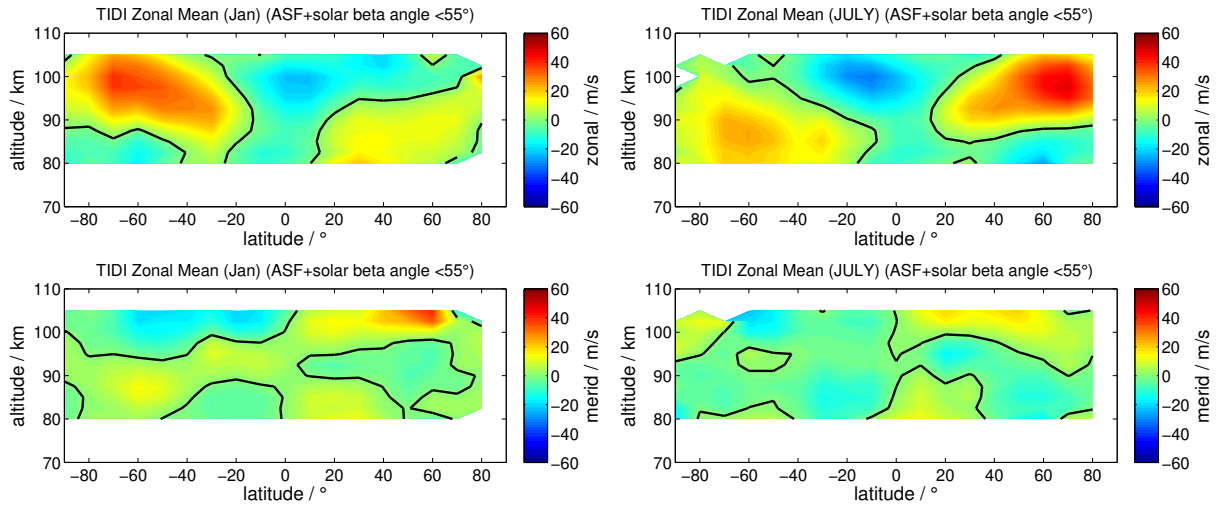 TIDI Zonal Mean (Jan) (ASF+solar beta angle <55°)
110
100
90
80
70
altitude / km
−80 −60 −40 −20 0 20 40 60 80
latitude / °
60
40
20
0
−20
−40
−60
zonal / m/s
TIDI Zonal Mean (JULY) (ASF+solar beta angle <55°)
110
100
90
80
70
altitude / km
−80 −60 −40 −20 0 20 40 60 80
latitude / °
60
40
20
0
−20
−40
−60
zonal / m/s
TIDI Zonal Mean (Jan) (ASF+solar beta angle <55°)
110
100
90
80
70
altitude / km
−80 −60 −40 −20 0 20 40 60 80
latitude / °
60
40
20
0
−20
−40
−60
merid / m/s
TIDI Zonal Mean (JULY) (ASF+solar beta angle <55°)
110
100
90
80
70
altitude / km
−80 −60 −40 −20 0 20 40 60 80
latitude / °
60
40
20
0
−20
−40
−60
merid / m/s